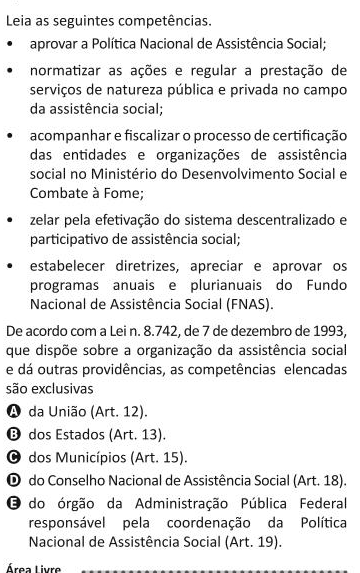 Leia as seguintes competências.
• aprovar a Política Nacional de Assistência Social;
• normatizar as ações e regular a prestação de
serviços de natureza pública e privada no campo
da assistência social;
• acompanhar e fiscalizar o processo de certificação
das entidades e organizações de assistência
social no Ministério do Desenvolvimento Social e
Combate à Fome;
• zelar pela efetivação do sistema descentralizado e
participativo de assistência social;
• estabelecer diretrizes, apreciar e aprovar os
programas anuais e plurianuais do Fundo
Nacional de Assistência Social (FNAS).
De acordo com a Lei n. 8.742, de 7 de dezembro de 1993,
que dispõe sobre a organização da assistência social
e dá outras providências, as competências elencadas
são exclusivas
A da União (Art. 12).
B dos Estados (Art. 13).
C dos Municípios (Art. 15).
D do Conselho Nacional de Assistência Social (Art. 18).
E do órgão da Administração Pública Federal
responsável pela coordenação da Política
Nacional de Assistência Social (Art. 19).
Área Livre